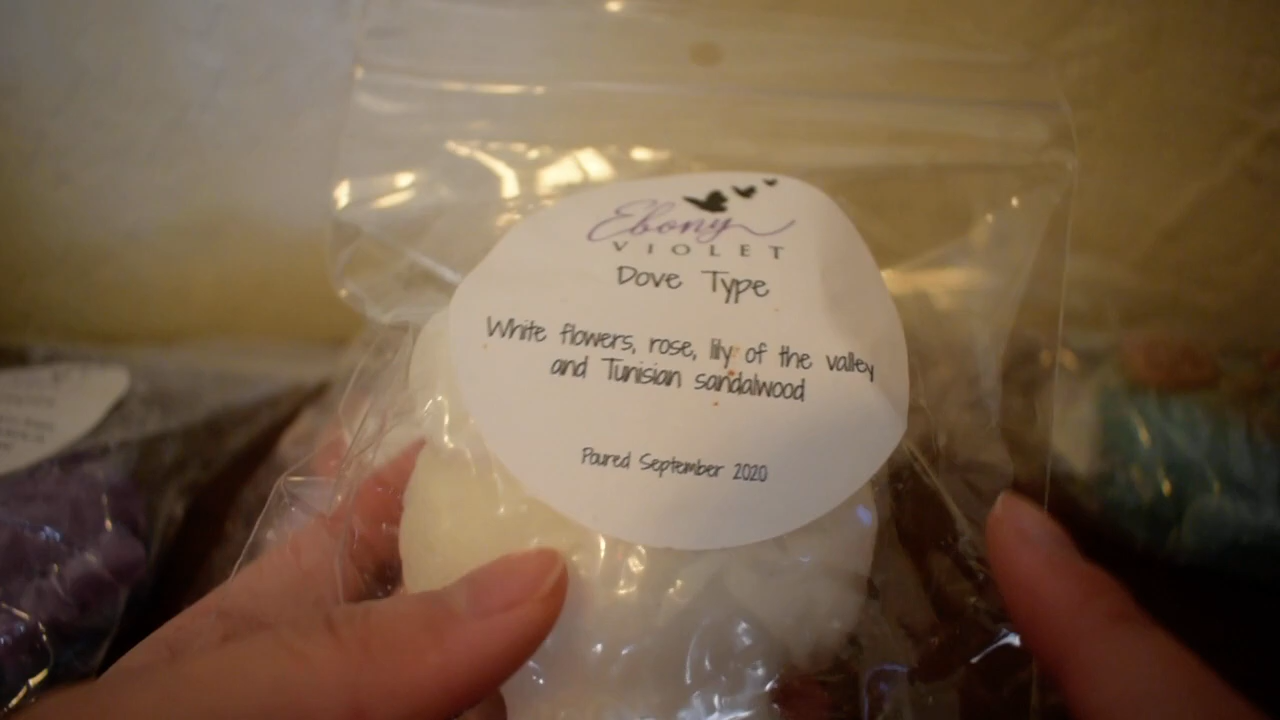 Ebony
VIOLET
Dove Type
White flowers, rose, lily of the valley
and Tunisian sandalwood
Poured September 2020